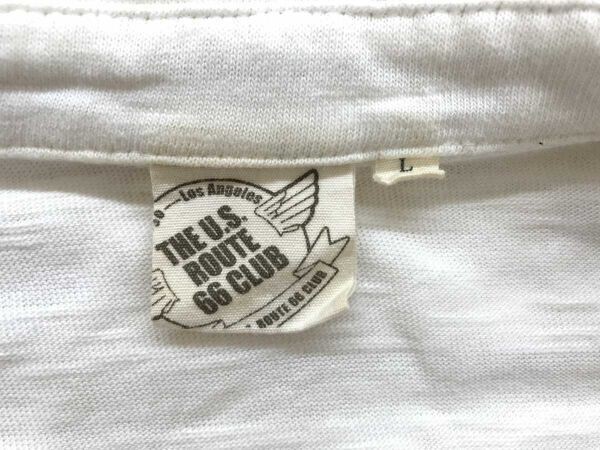 Los Angeles
THE U.S.
ROUTE
66 CLUB
ROUTE 66 CLUB
L